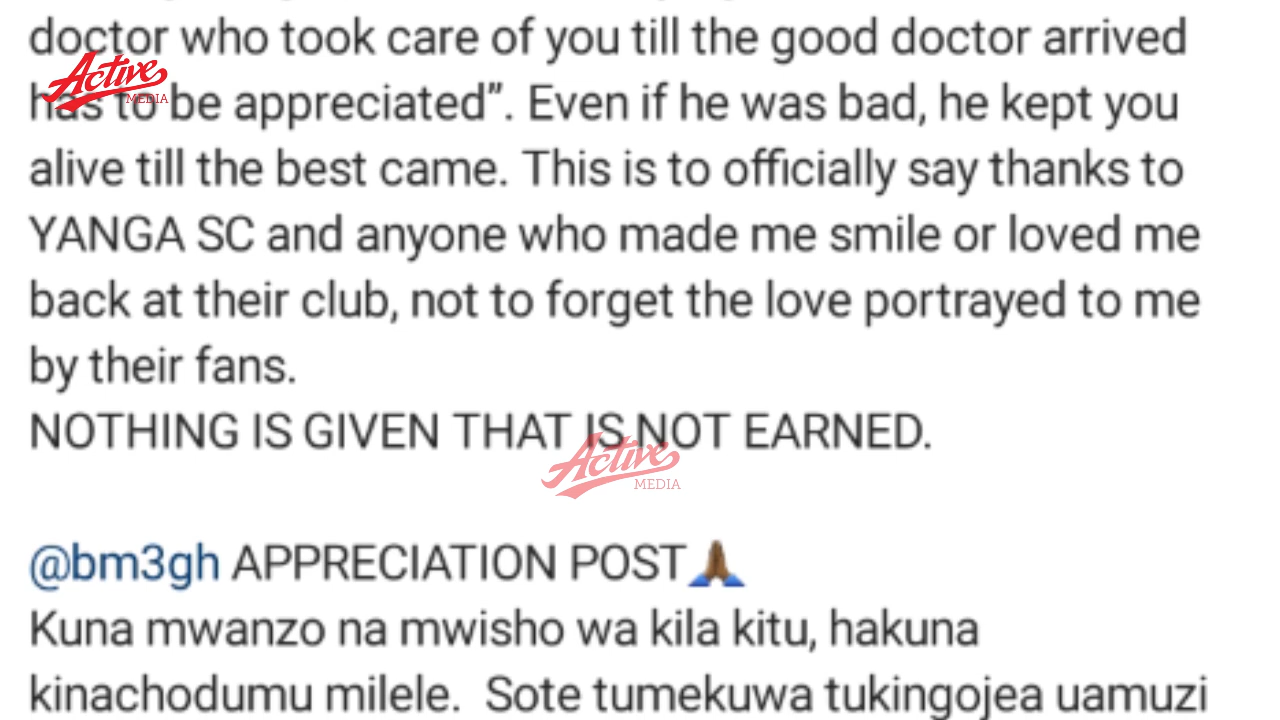 doctor who took care of you till the good doctor arrived
has to be appreciated”. Even if he was bad, he kept you
alive till the best came. This is to officially say thanks to
YANGA SC and anyone who made me smile or loved me
back at their club, not to forget the love portrayed to me
by their fans.
NOTHING IS GIVEN THAT IS NOT EARNED.
@bm3gh APPRECIATION POST🙏🏾
Kuna mwanzo na mwisho wa kila kitu, hakuna
kinachodumu milele. Sote tumekuwa tukingojea uamuzi
Active
MEDIA
Active
MEDIA